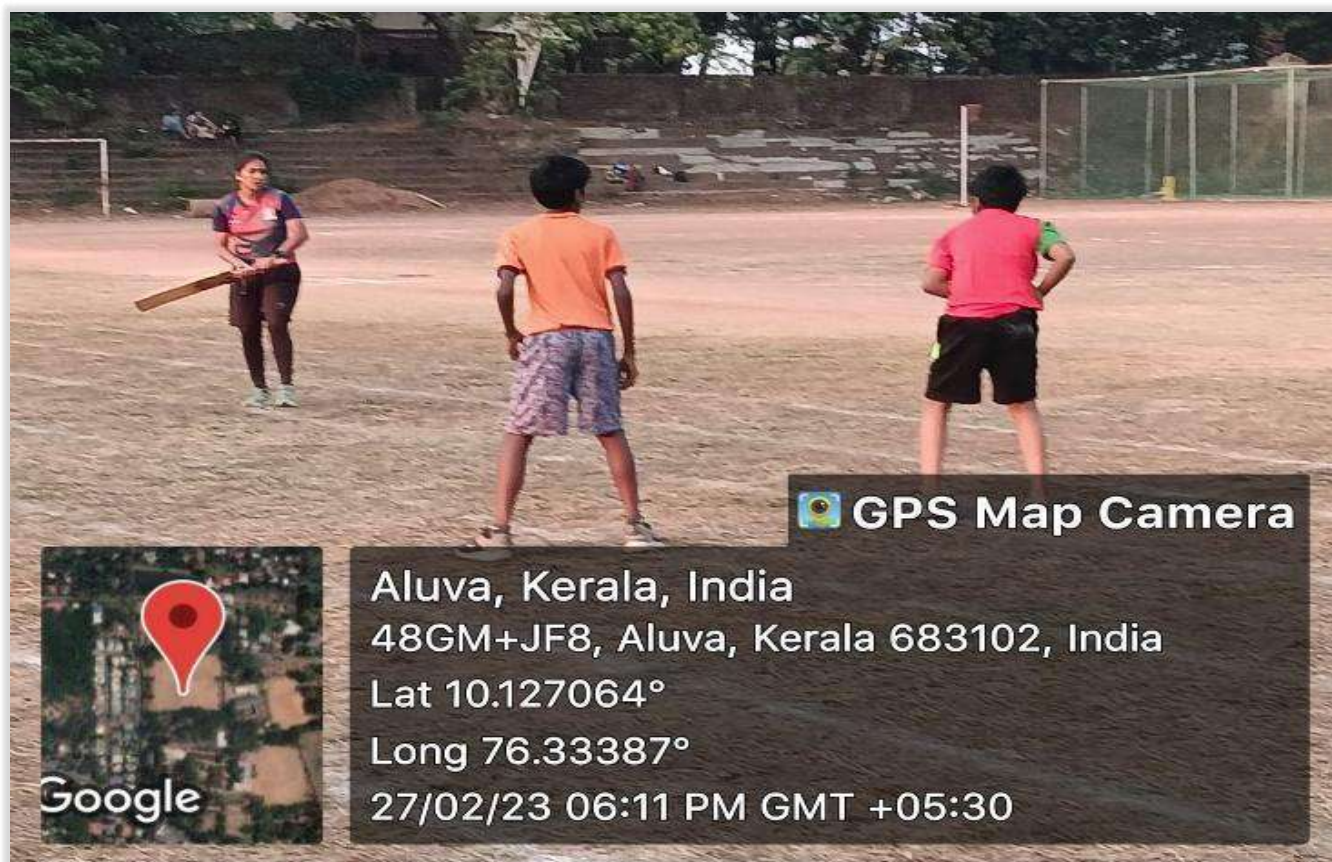 GPS Map Camera
Aluva, Kerala, India
48GM+JF8, Aluva, Kerala 683102, India
Lat 10.127064°
Long 76.33387°
27/02/23 06:11 PM GMT +05:30
Google